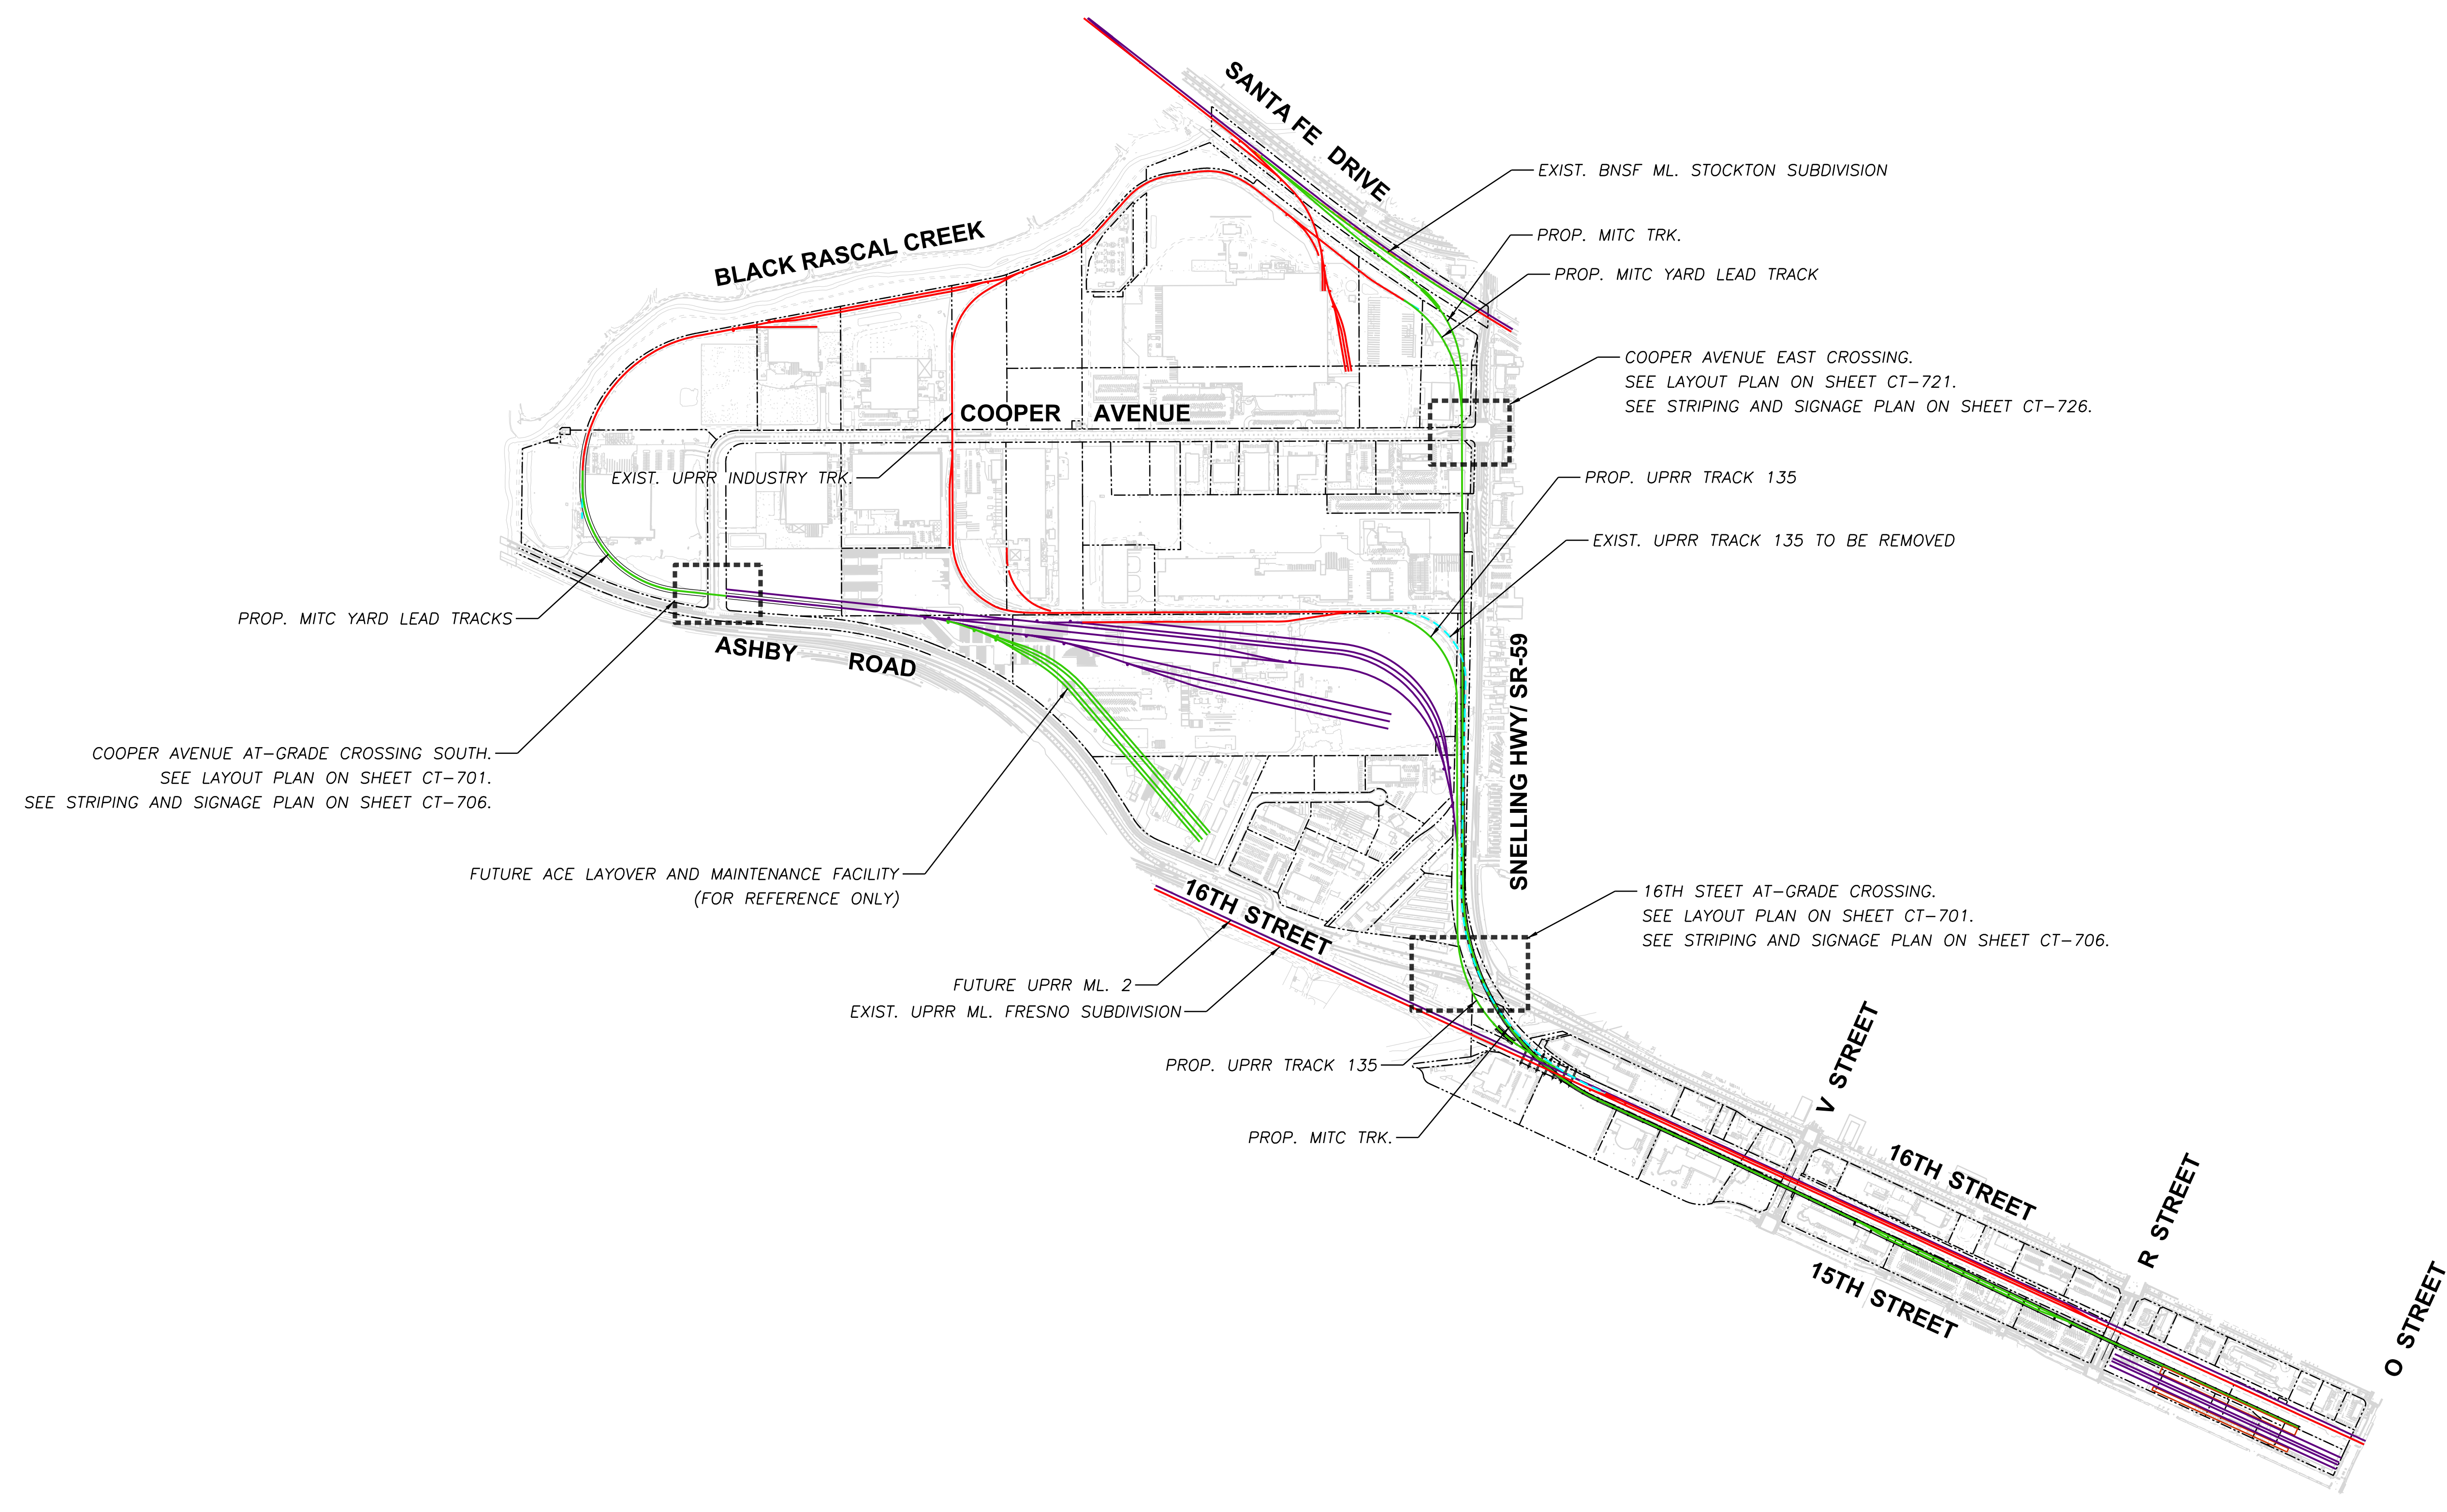 SANTA FE DRIVE
EXIST. BNSF ML. STOCKTON SUBDIVISION
PROP. MITC TRK.
PROP. MITC YARD LEAD TRACK
BLACK RASCAL CREEK
COOPER AVENUE EAST CROSSING.
SEE LAYOUT PLAN ON SHEET CT-721.
SEE STRIPING AND SIGNAGE PLAN ON SHEET CT-726.
COOPER AVENUE
EXIST. UPRR INDUSTRY TRK.
PROP. UPRR TRACK 135
EXIST. UPRR TRACK 135 TO BE REMOVED
PROP. MITC YARD LEAD TRACKS
ASHBY ROAD
SNELLING HWY/ SR-59
COOPER AVENUE AT-GRADE CROSSING SOUTH.
SEE LAYOUT PLAN ON SHEET CT-701.
SEE STRIPING AND SIGNAGE PLAN ON SHEET CT-706.
FUTURE ACE LAYOVER AND MAINTENANCE FACILITY
(FOR REFERENCE ONLY)
16TH STREET
16TH STEET AT-GRADE CROSSING.
SEE LAYOUT PLAN ON SHEET CT-701.
SEE STRIPING AND SIGNAGE PLAN ON SHEET CT-706.
FUTURE UPRR ML. 2
EXIST. UPRR ML. FRESNO SUBDIVISION
PROP. UPRR TRACK 135
PROP. MITC TRK.
V STREET
16TH STREET
R STREET
15TH STREET
O STREET